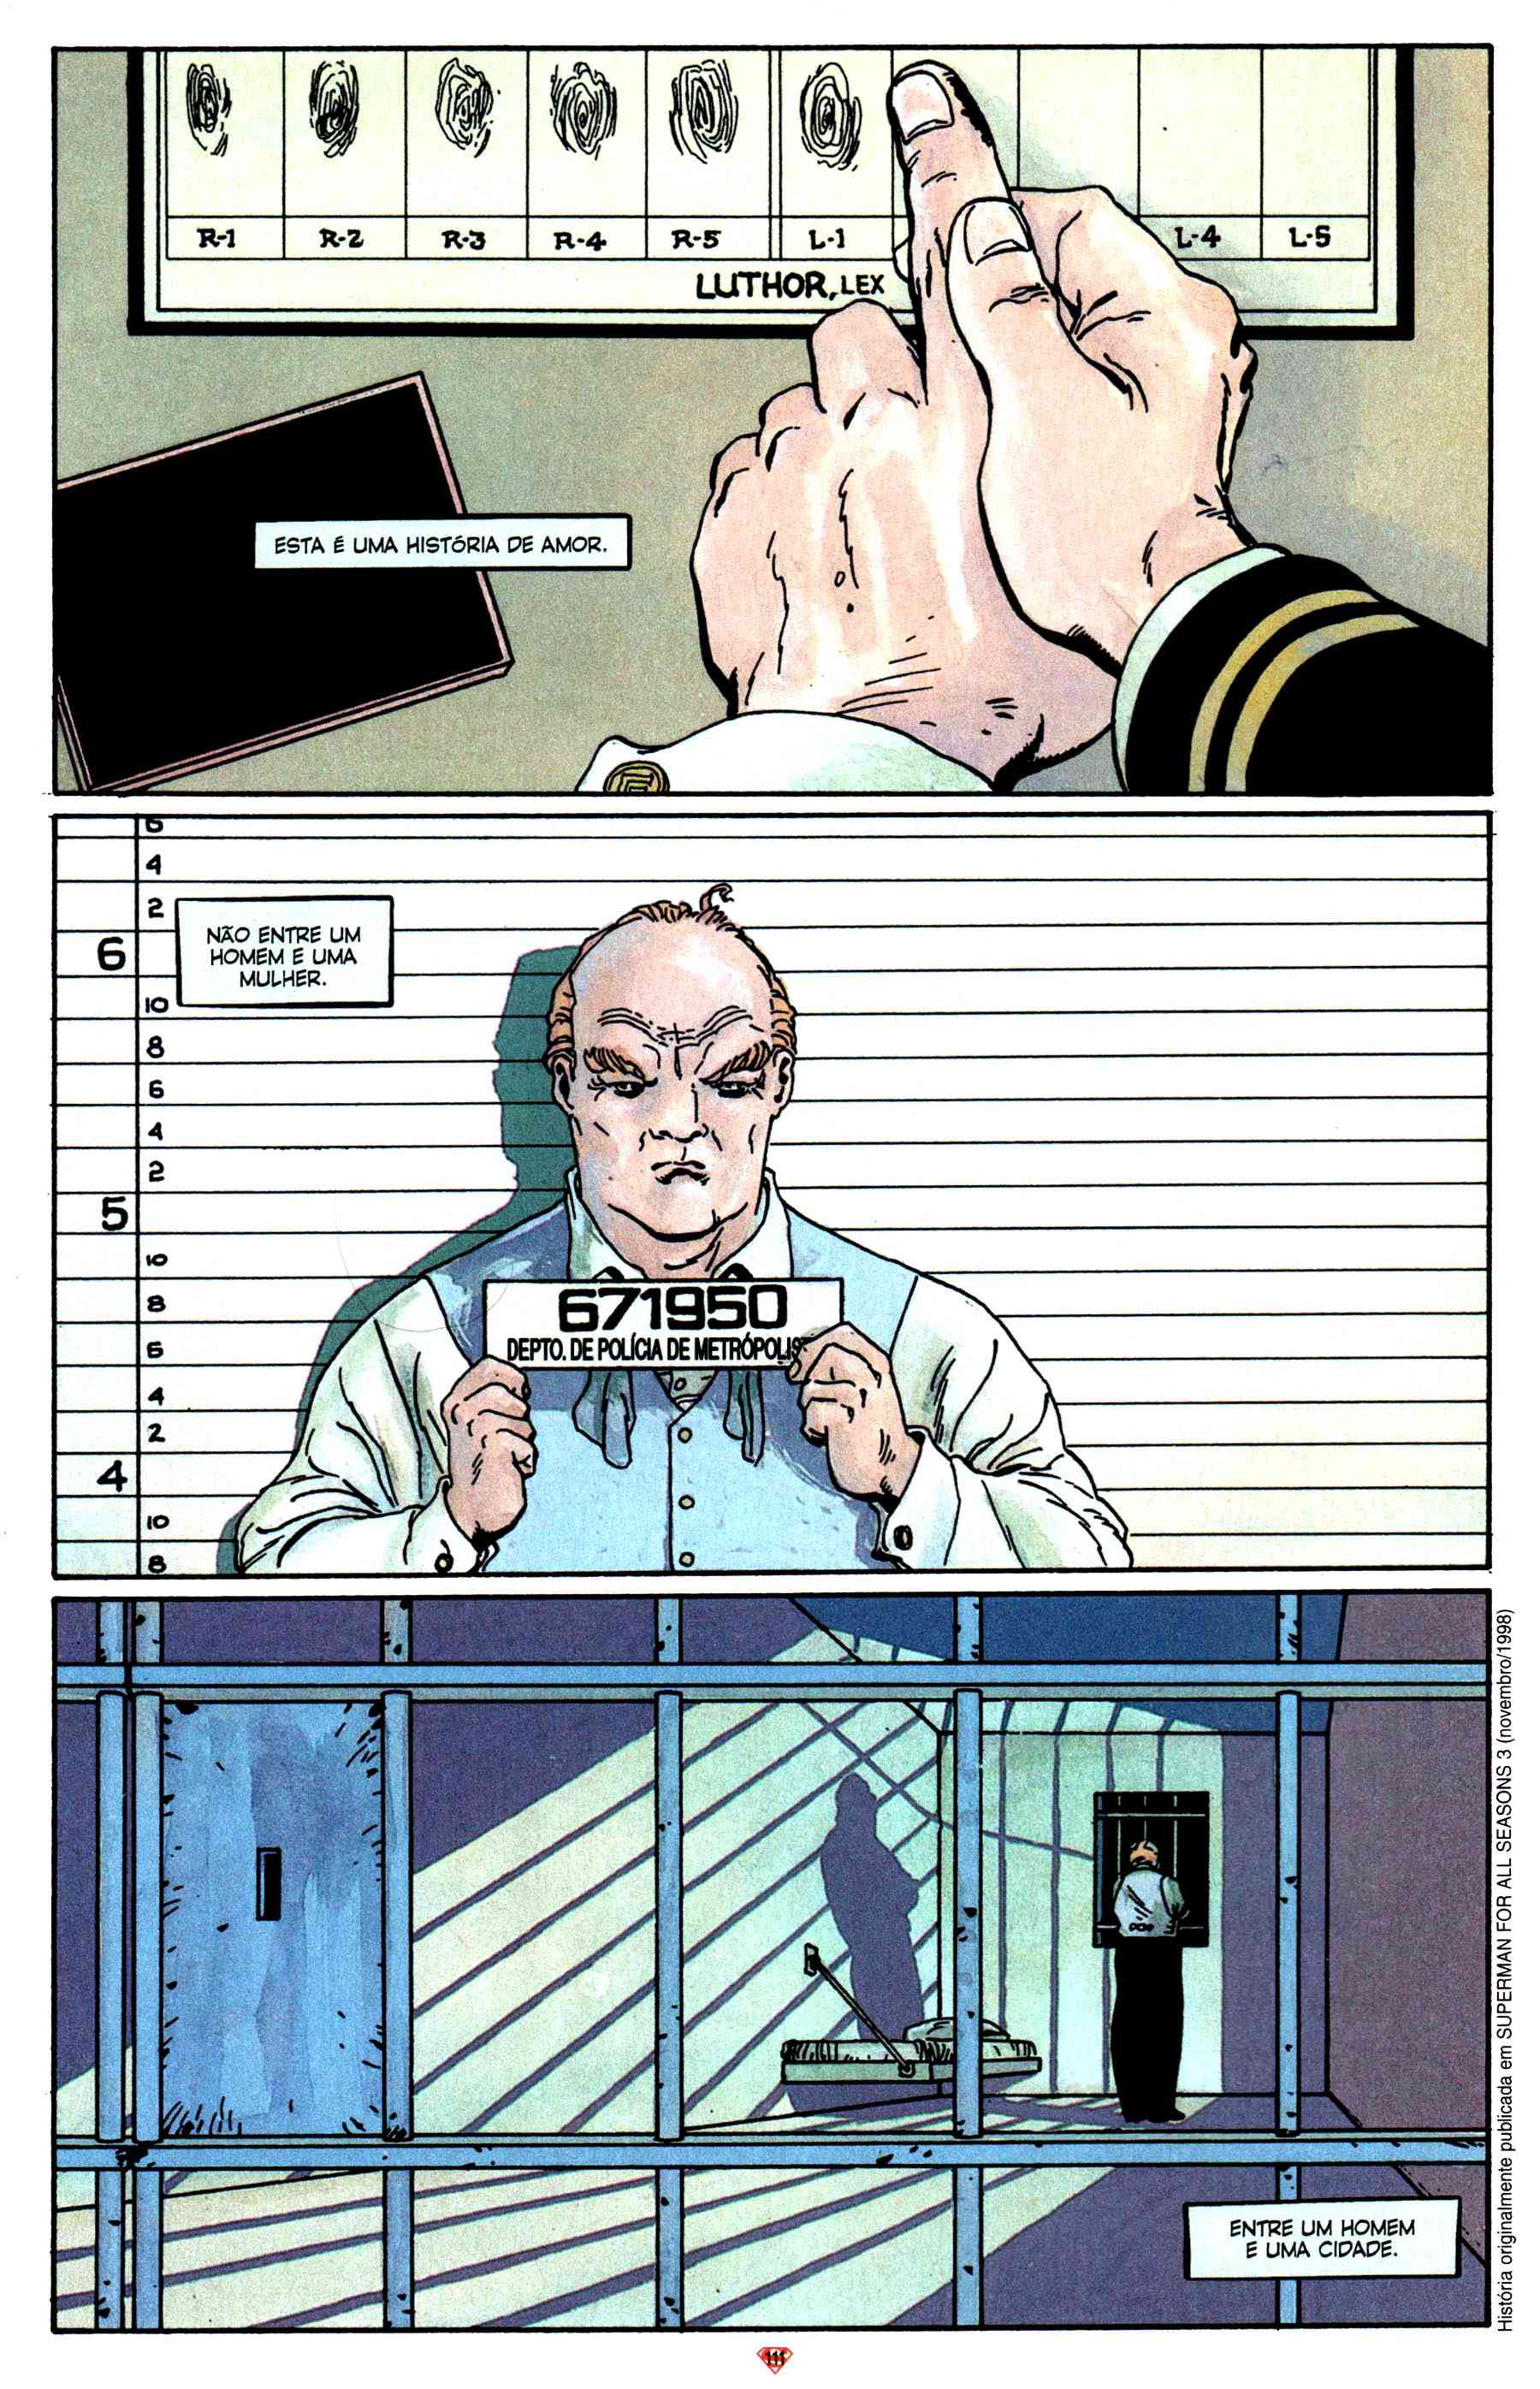 R-1 R-2 R-3 R-4 R-5 L-1 L-4 L-5
LUTHOR, LEX
ESTA É UMA HISTÓRIA DE AMOR.
6
4
2
6
10
8
6
4
2
5
10
8
6
4
2
4
10
8
NÃO ENTRE UM
HOMEM E UMA
MULHER.
671950
DEPTO. DE POLÍCIA DE METRÓPOLIS
ENTRE UM HOMEM
E UMA CIDADE.
História originalmente publicada em SUPERMAN FOR ALL SEASONS 3 (novembro/1998)
111